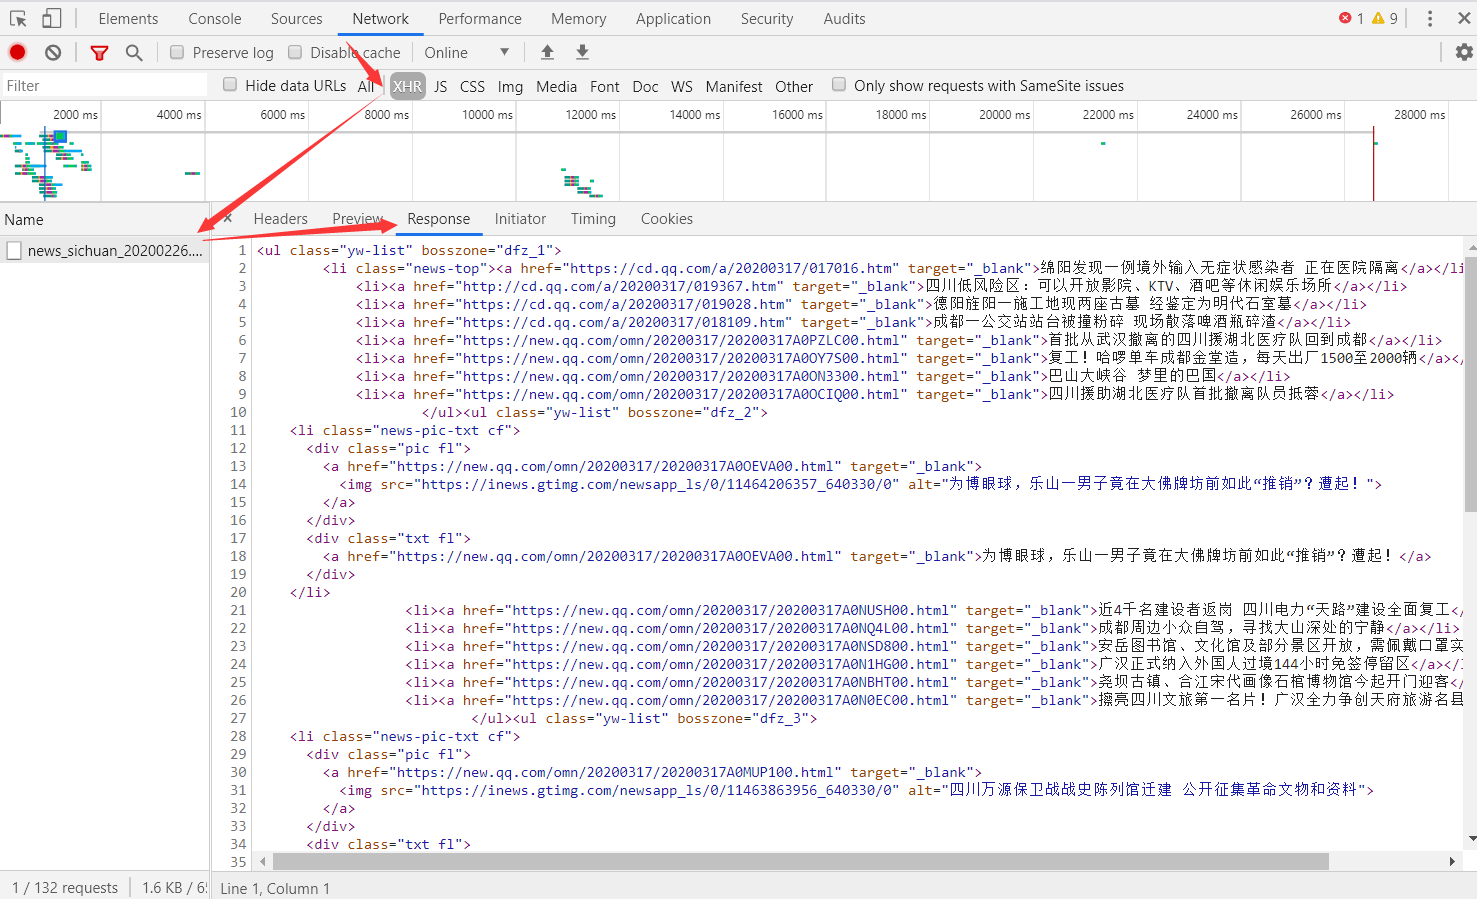 Elements Console Sources Network Performance Memory Application Security Audits 1 9
Preserve log Disable cache Online
Filter Hide data URLs All XHR JS CSS Img Media Font Doc WS Manifest Other Only show requests with SameSite issues
2000 ms 4000 ms 6000 ms 8000 ms 10000 ms 12000 ms 14000 ms 16000 ms 18000 ms 20000 ms 22000 ms 24000 ms 26000 ms 28000 ms
Name × Headers Preview Response Initiator Timing Cookies
news_sichuan_20200226....
1 <ul class="yw-list" bosszone="dfz_1">
2 <li class="news-top"><a href="https://cd.qq.com/a/20200317/017016.htm" target="_blank">绵阳发现一例境外输入无症状感染者 正在医院隔离</a></li
3 <li><a href="http://cd.qq.com/a/20200317/019367.htm" target="_blank">四川低风险区：可以开放影院、KTV、酒吧等休闲娱乐场所</a></li>
4 <li><a href="https://cd.qq.com/a/20200317/019028.htm" target="_blank">德阳旌阳一施工地现两座古墓 经鉴定为明代石室墓</a></li>
5 <li><a href="https://cd.qq.com/a/20200317/018109.htm" target="_blank">成都一公交站站台被撞粉碎 现场散落啤酒瓶碎渣</a></li>
6 <li><a href="https://new.qq.com/omn/20200317/20200317A0PZLC00.html" target="_blank">首批从武汉撤离的四川援湖北医疗队回到成都</a></li>
7 <li><a href="https://new.qq.com/omn/20200317/20200317A0OY7S00.html" target="_blank">复工！哈啰单车成都金堂造，每天出厂1500至2000辆</a></
8 <li><a href="https://new.qq.com/omn/20200317/20200317A0ON3300.html" target="_blank">巴山大峡谷 梦里的巴国</a></li>
9 <li><a href="https://new.qq.com/omn/20200317/20200317A0OCIQ00.html" target="_blank">四川援助湖北医疗队首批撤离队员抵蓉</a></li>
10 </ul><ul class="yw-list" bosszone="dfz_2">
11 <li class="news-pic-txt cf">
12 <div class="pic fl">
13 <a href="https://new.qq.com/omn/20200317/20200317A0OEVA00.html" target="_blank">
14 <img src="https://inews.gtimg.com/newsapp_ls/0/11464206357_640330/0" alt="为博眼球，乐山一男子竟在大佛牌坊前如此“推销”？遭起！">
15 </a>
16 </div>
17 <div class="txt fl">
18 <a href="https://new.qq.com/omn/20200317/20200317A0OEVA00.html" target="_blank">为博眼球，乐山一男子竟在大佛牌坊前如此“推销”？遭起！</a>
19 </div>
20 </li>
21 <li><a href="https://new.qq.com/omn/20200317/20200317A0NUSH00.html" target="_blank">近4千名建设者返岗 四川电力“天路”建设全面复工</
22 <li><a href="https://new.qq.com/omn/20200317/20200317A0NQ4L00.html" target="_blank">成都周边小众自驾，寻找大山深处的宁静</a></li>
23 <li><a href="https://new.qq.com/omn/20200317/20200317A0NSD800.html" target="_blank">安岳图书馆、文化馆及部分景区开放，需佩戴口罩实
24 <li><a href="https://new.qq.com/omn/20200317/20200317A0N1HG00.html" target="_blank">广汉正式纳入外国人过境144小时免签停留区</a></l
25 <li><a href="https://new.qq.com/omn/20200317/20200317A0NBHT00.html" target="_blank">尧坝古镇、合江宋代画像石棺博物馆今起开门迎客</
26 <li><a href="https://new.qq.com/omn/20200317/20200317A0N0EC00.html" target="_blank">擦亮四川文旅第一名片！广汉全力争创天府旅游名县
27 </ul><ul class="yw-list" bosszone="dfz_3">
28 <li class="news-pic-txt cf">
29 <div class="pic fl">
30 <a href="https://new.qq.com/omn/20200317/20200317A0MUP100.html" target="_blank">
31 <img src="https://inews.gtimg.com/newsapp_ls/0/11463863956_640330/0" alt="四川万源保卫战战史陈列馆迁建 公开征集革命文物和资料">
32 </a>
33 </div>
34 <div class="txt fl">
35
1 / 132 requests 1.6 KB / 65 Line 1, Column 1